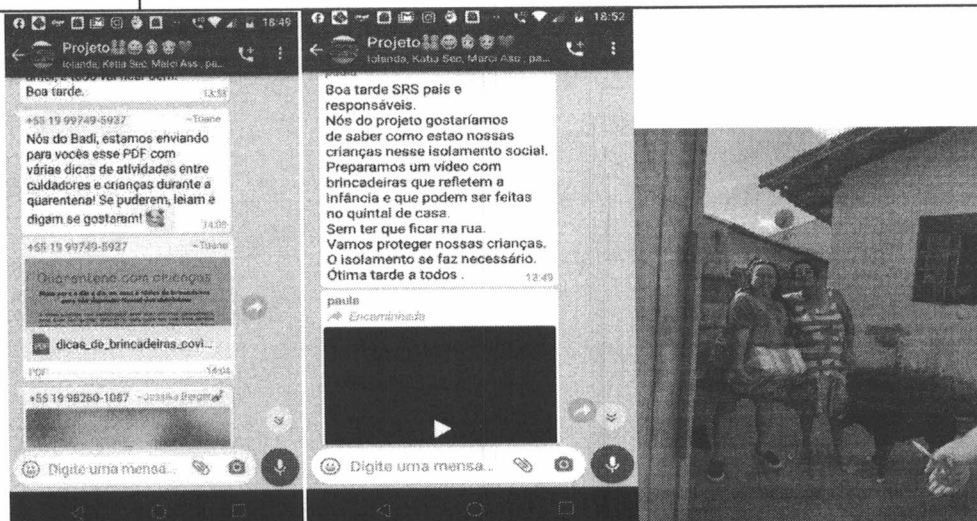 18:49
Projeto
Iolanda, Katia Sec, Marci Ass, pa...
Boa tarde.
13:58
+55 19 99749-5927 ~Tuane
Nós do Badi, estamos enviando
para vocês esse PDF com
várias dicas de atividades entre
cuidadores e crianças durante a
quarentena! Se puderem, leiam e
digam se gostaram!
14:03
+55 19 99749-5927 ~Tuane
Quarentena com crianças
dicas_de_brincadeiras_covi...
PDF 14:04
+55 19 98260-1087
Digite uma mensa...
18:52
Projeto
Iolanda, Katia Sec, Marci Ass, pa...
paula
Boa tarde SRS pais e
responsáveis.
Nós do projeto gostaríamos
de saber como estao nossas
crianças nesse isolamento social.
Preparamos um vídeo com
brincadeiras que refletem a
infância e que podem ser feitas
no quintal de casa.
Sem ter que ficar na rua.
Vamos proteger nossas crianças.
O isolamento se faz necessário.
Ótima tarde a todos .
12:49
paula
Encaminhada
Digite uma mensa...